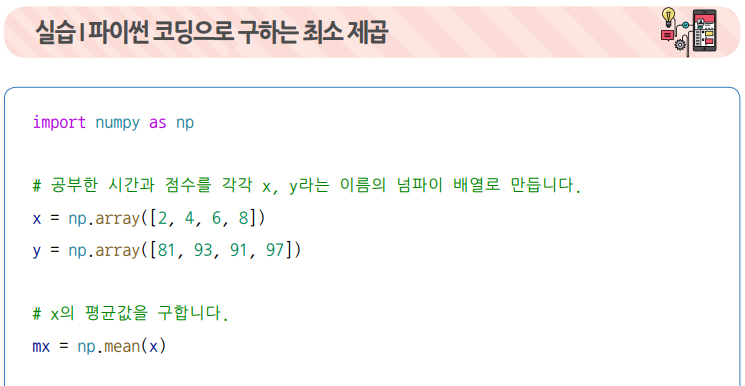 실습 I 파이썬 코딩으로 구하는 최소 제곱
import numpy as np
# 공부한 시간과 점수를 각각 x, y라는 이름의 넘파이 배열로 만듭니다.
x = np.array([2, 4, 6, 8])
y = np.array([81, 93, 91, 97])
# x의 평균값을 구합니다.
mx = np.mean(x)